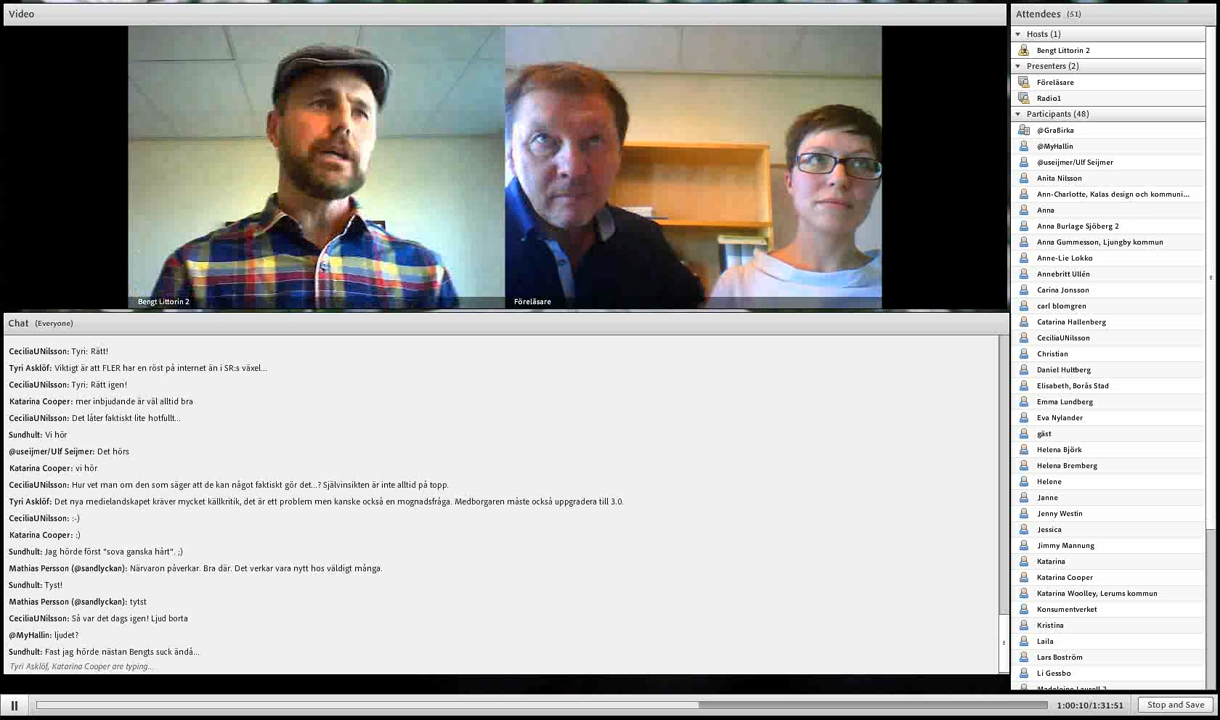 Video
Bengt Littorin 2
Föreläsare
Chat (Everyone)
CeciliaUNilsson: Tyri: Rätt!
Tyri Asklöf: Viktigt är att FLER har en röst på internet än i SR:s växel...
CeciliaUNilsson: Tyri: Rätt igen!
Katarina Cooper: mer inbjudande är väl alltid bra
CeciliaUNilsson: Det låter faktiskt lite hotfullt...
Sundhult: Vi hör
@useijmer/Ulf Seijmer: Det hörs
Katarina Cooper: vi hör
CeciliaUNilsson: Hur vet man om den som säger att de kan något faktiskt gör det...? Självinsikten är inte alltid på topp.
Tyri Asklöf: Det nya medielandskapet kräver mycket källkritik, det är ett problem men kanske också en mognadsfråga. Medborgaren måste också uppgradera till 3.0.
CeciliaUNilsson: :-)
Katarina Cooper: :)
Sundhult: Jag hörde först "sova ganska hårt". ;)
Mathias Persson (@sandlyckan): Närvaron påverkar. Bra där. Det verkar vara nytt hos väldigt många.
Sundhult: Tyst!
Mathias Persson (@sandlyckan): tytst
CeciliaUNilsson: Så var det dags igen! Ljud borta
@MyHallin: ljudet?
Sundhult: Fast jag hörde nästan Bengts suck ändå...
Tyri Asklöf, Katarina Cooper are typing...
Attendees (51)
Hosts (1)
Bengt Littorin 2
Presenters (2)
Föreläsare
Radio1
Participants (48)
@GraBirka
@MyHallin
@useijmer/Ulf Seijmer
Anita Nilsson
Ann-Charlotte, Kalas design och kommuni...
Anna
Anna Burlage Sjöberg 2
Anna Gummesson, Ljungby kommun
Anne-Lie Lokko
Annebritt Ullén
Carina Jonsson
carl blomgren
Catarina Hallenberg
CeciliaUNilsson
Christian
Daniel Hultberg
Elisabeth, Borås Stad
Emma Lundberg
Eva Nylander
gäst
Helena Björk
Helena Bremberg
Helene
Janne
Jenny Westin
Jessica
Jimmy Mannung
Katarina
Katarina Cooper
Katarina Woolley, Lerums kommun
Konsumentverket
Kristina
Laila
Lars Boström
Li Gessbo
1:00:10/1:31:51
Stop and Save